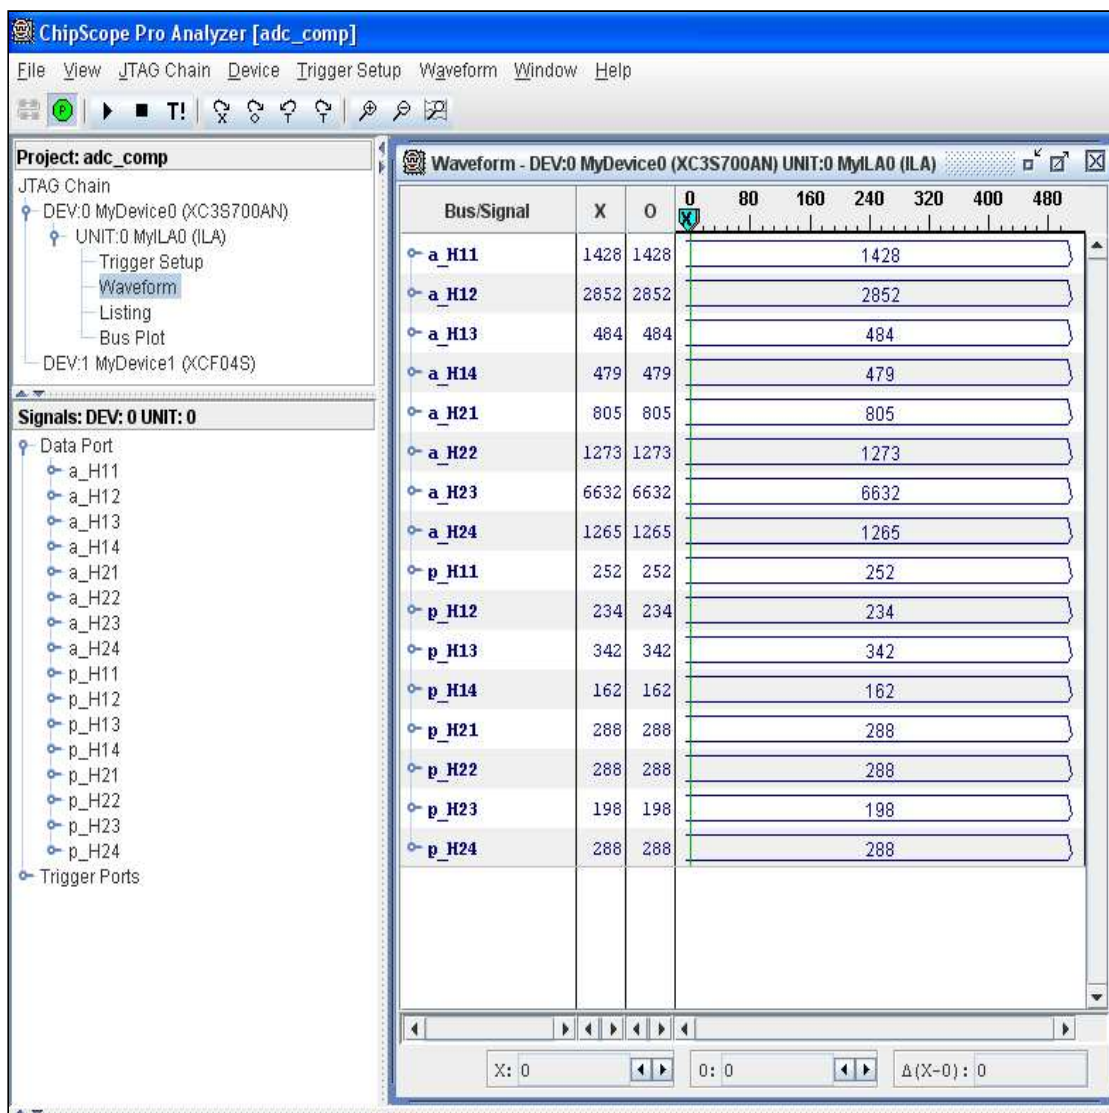 ChipScope Pro Analyzer [adc_comp]
File View JTAG Chain Device Trigger Setup Waveform Window Help
P T!
Project: adc_comp
JTAG Chain
DEV:0 MyDevice0 (XC3S700AN)
UNIT:0 MyILA0 (ILA)
Trigger Setup
Waveform
Listing
Bus Plot
DEV:1 MyDevice1 (XCF04S)
Signals: DEV: 0 UNIT: 0
Data Port
a_H11
a_H12
a_H13
a_H14
a_H21
a_H22
a_H23
a_H24
p_H11
p_H12
p_H13
p_H14
p_H21
p_H22
p_H23
p_H24
Trigger Ports
Waveform - DEV:0 MyDevice0 (XC3S700AN) UNIT:0 MyILA0 (ILA)
Bus/Signal X O 0 80 160 240 320 400 480
X
a_H11 1428 1428 1428
a_H12 2852 2852 2852
a_H13 484 484 484
a_H14 479 479 479
a_H21 805 805 805
a_H22 1273 1273 1273
a_H23 6632 6632 6632
a_H24 1265 1265 1265
p_H11 252 252 252
p_H12 234 234 234
p_H13 342 342 342
p_H14 162 162 162
p_H21 288 288 288
p_H22 288 288 288
p_H23 198 198 198
p_H24 288 288 288
X: 0 O: 0 Δ(X-O): 0